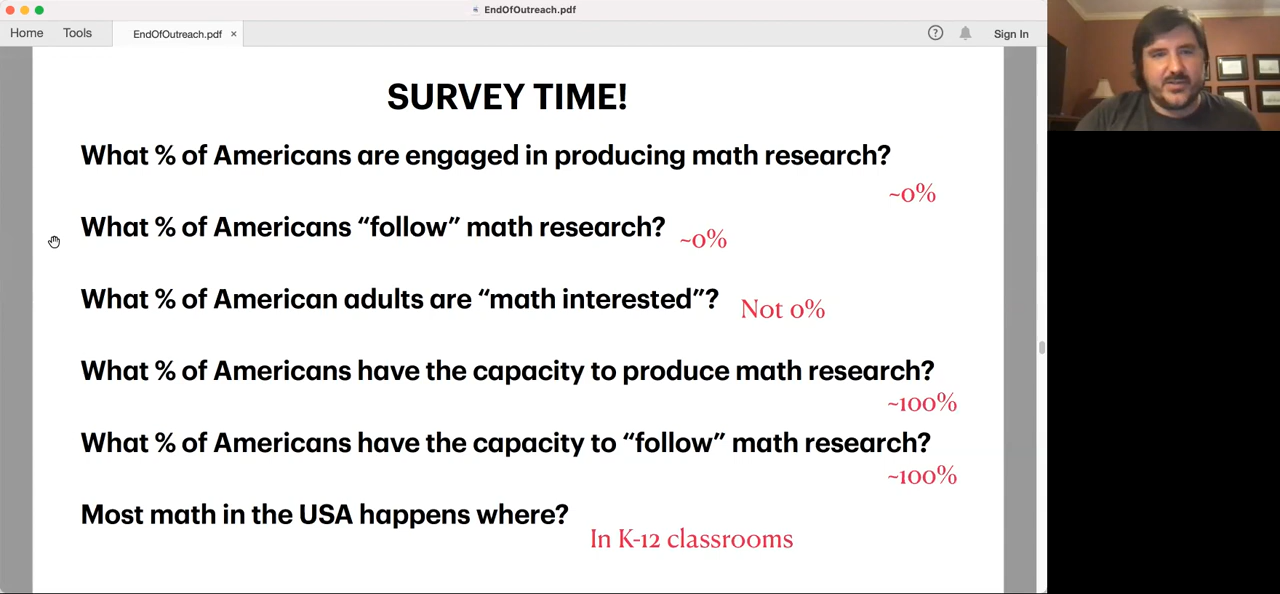 EndOfOutreach.pdf
Home Tools EndOfOutreach.pdf × ? Sign In
SURVEY TIME!
What % of Americans are engaged in producing math research?
~0%
What % of Americans “follow” math research? ~0%
What % of American adults are “math interested”? Not 0%
What % of Americans have the capacity to produce math research?
~100%
What % of Americans have the capacity to “follow” math research?
~100%
Most math in the USA happens where?
In K-12 classrooms